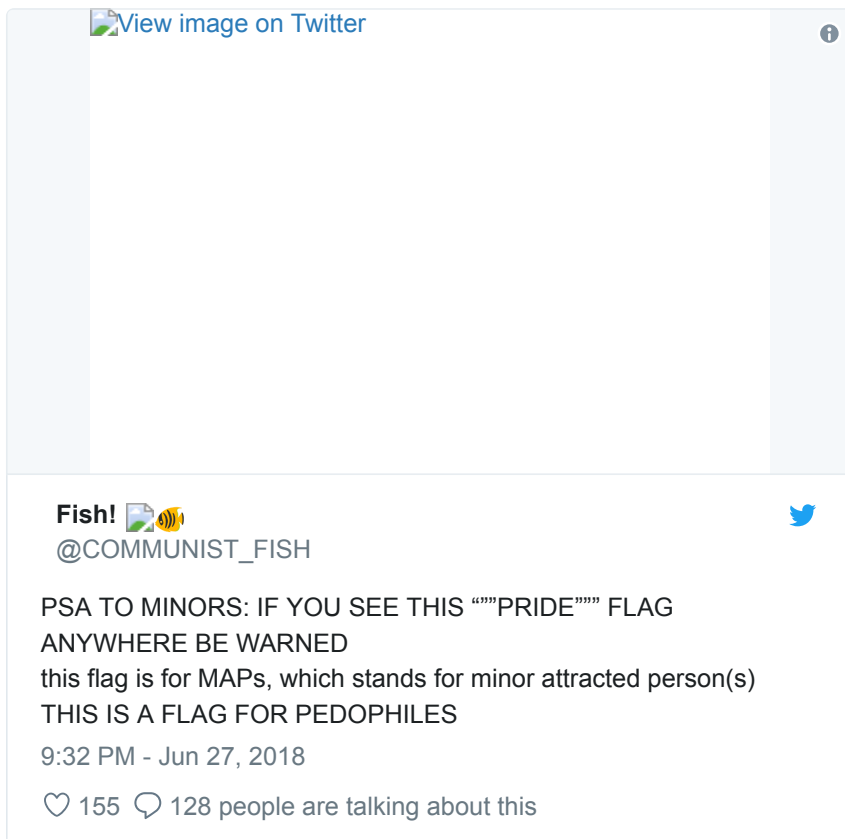 View image on Twitter
Fish!
@COMMUNIST_FISH
PSA TO MINORS: IF YOU SEE THIS “””PRIDE””” FLAG
ANYWHERE BE WARNED
this flag is for MAPs, which stands for minor attracted person(s)
THIS IS A FLAG FOR PEDOPHILES
9:32 PM - Jun 27, 2018
155 128 people are talking about this